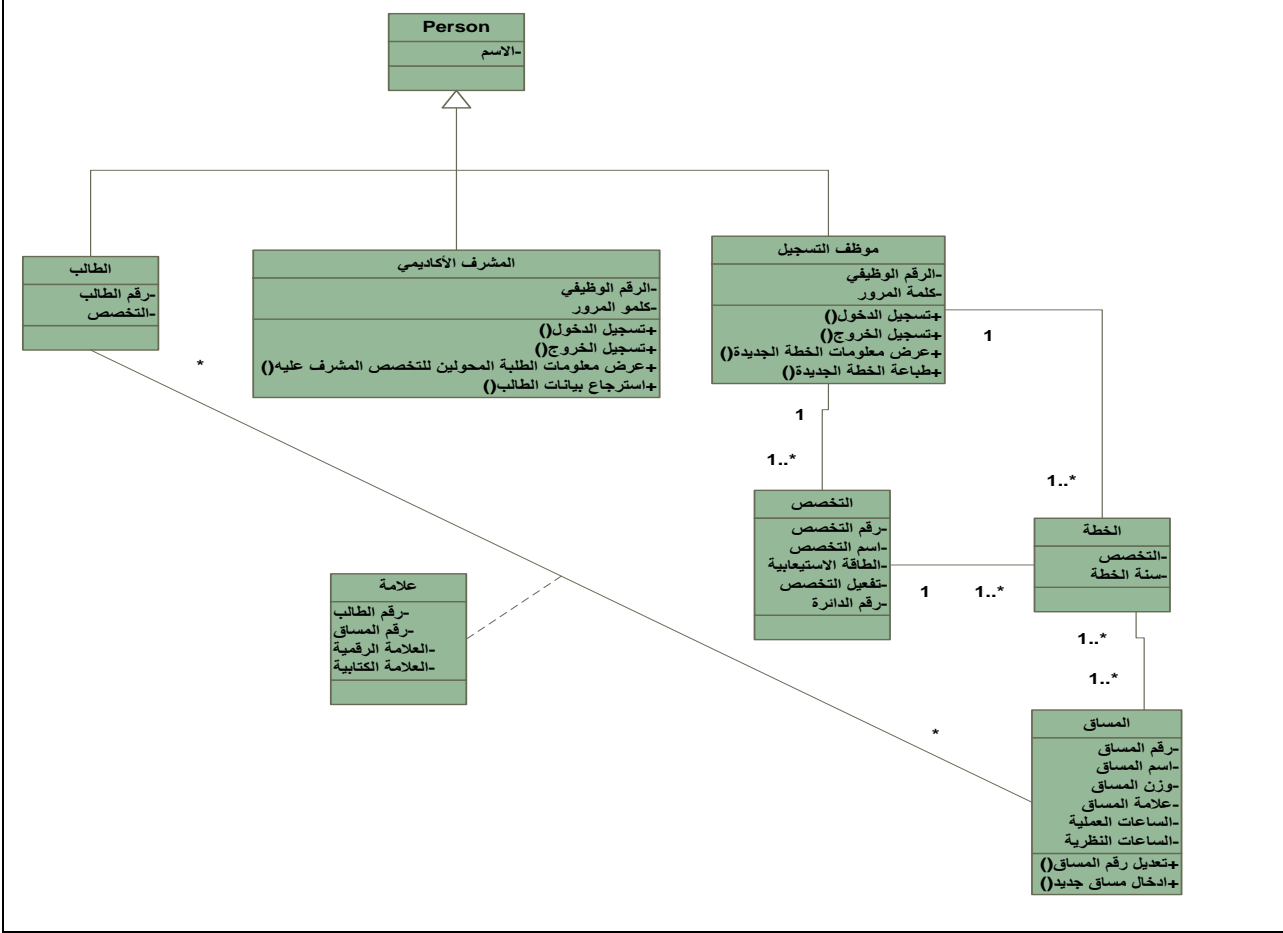 Person
-الاسم
الطالب
-رقم الطالب
-التخصص
المشرف الأكاديمي
-الرقم الوظيفي
-كلمو المرور
+تسجيل الدخول()
+تسجيل الخروج()
+عرض معلومات الطلبة المحولين للتخصص المشرف عليه()
+استرجاع بيانات الطالب()
موظف التسجيل
-الرقم الوظيفي
-كلمة المرور
+تسجيل الدخول()
+تسجيل الخروج()
+عرض معلومات الخطة الجديدة()
+طباعة الخطة الجديدة()
1
*
1
1..*
1..*
التخصص
-رقم التخصص
-اسم التخصص
-الطاقة الاستيعابية
-تفعيل التخصص
-رقم الدائرة
الخطة
-التخصص
-سنة الخطة
1
1..*
علامة
-رقم الطالب
-رقم المساق
-العلامة الرقمية
-العلامة الكتابية
1..*
1..*
*
المساق
-رقم المساق
-اسم المساق
-وزن المساق
-علامة المساق
-الساعات العملية
-الساعات النظرية
+تعديل رقم المساق()
+ادخال مساق جديد()